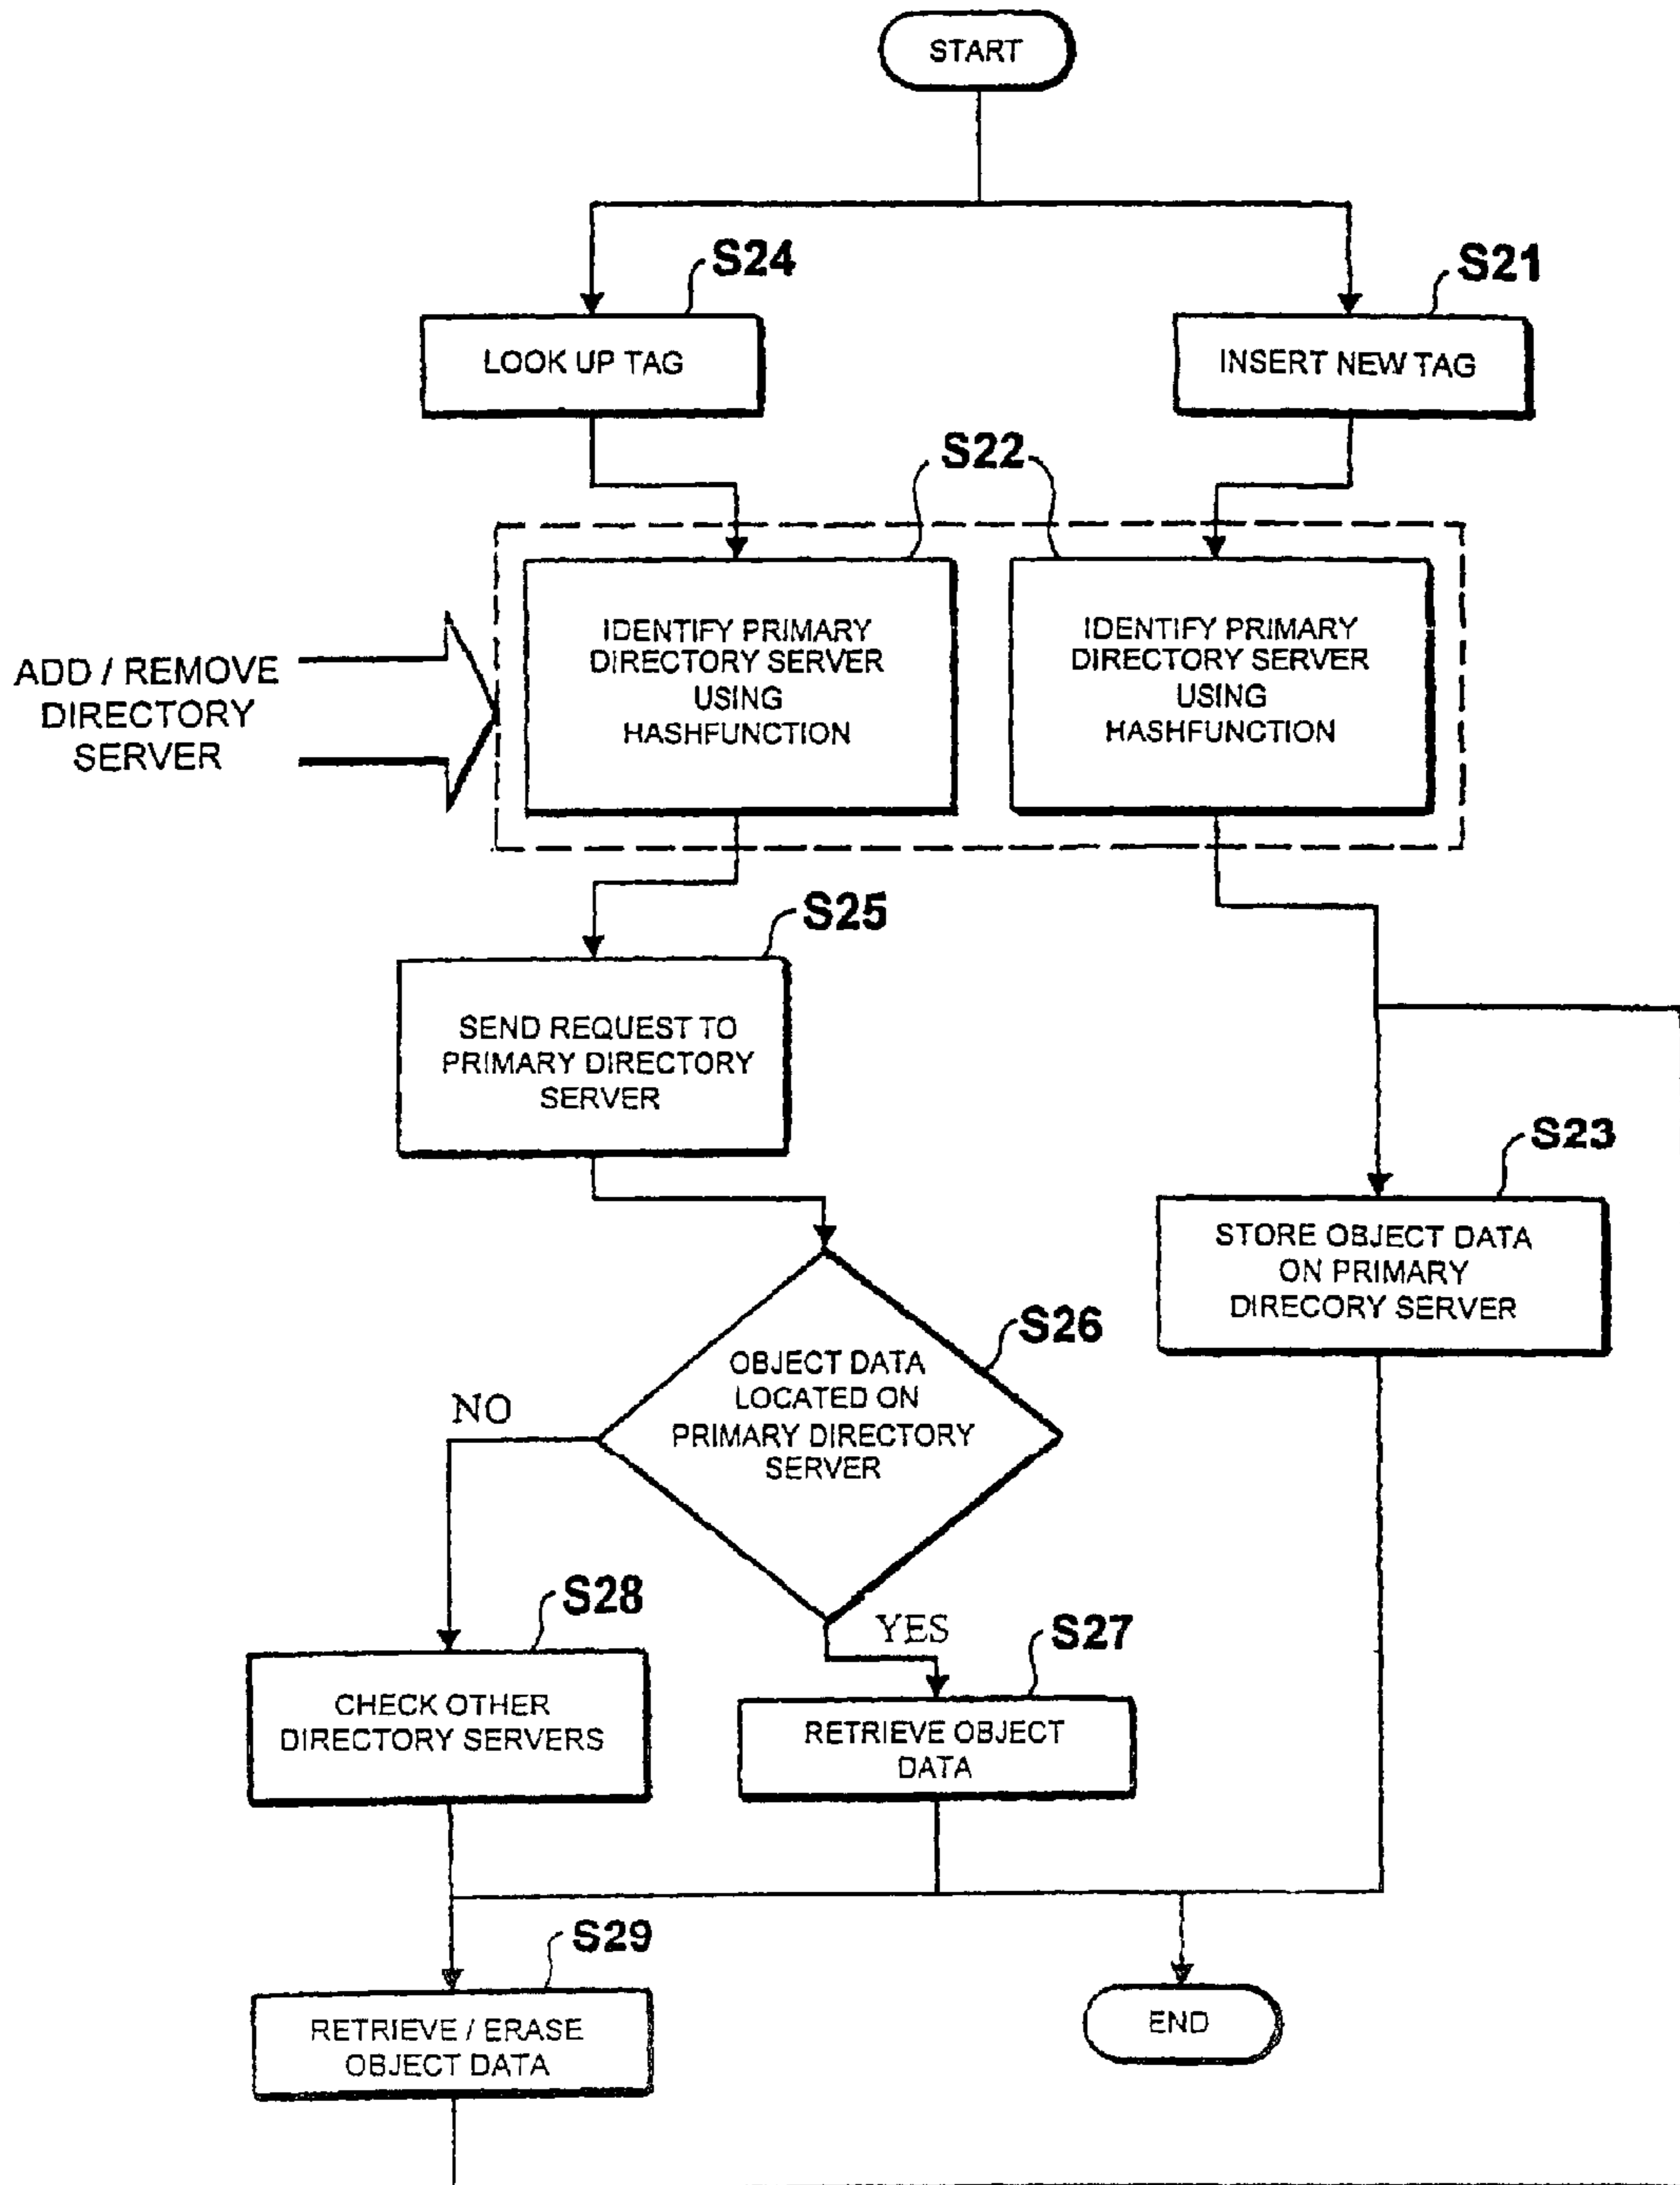 START
S24
S21
LOOK UP TAG
INSERT NEW TAG
S22
ADD / REMOVE
DIRECTORY
SERVER
IDENTIFY PRIMARY
DIRECTORY SERVER
USING
HASHFUNCTION
IDENTIFY PRIMARY
DIRECTORY SERVER
USING
HASHFUNCTION
S25
SEND REQUEST TO
PRIMARY DIRECTORY
SERVER
S23
STORE OBJECT DATA
ON PRIMARY
DIRECORY SERVER
S26
OBJECT DATA
LOCATED ON
PRIMARY DIRECTORY
SERVER
NO
YES
S28
S27
CHECK OTHER
DIRECTORY SERVERS
RETRIEVE OBJECT
DATA
S29
RETRIEVE / ERASE
OBJECT DATA
END